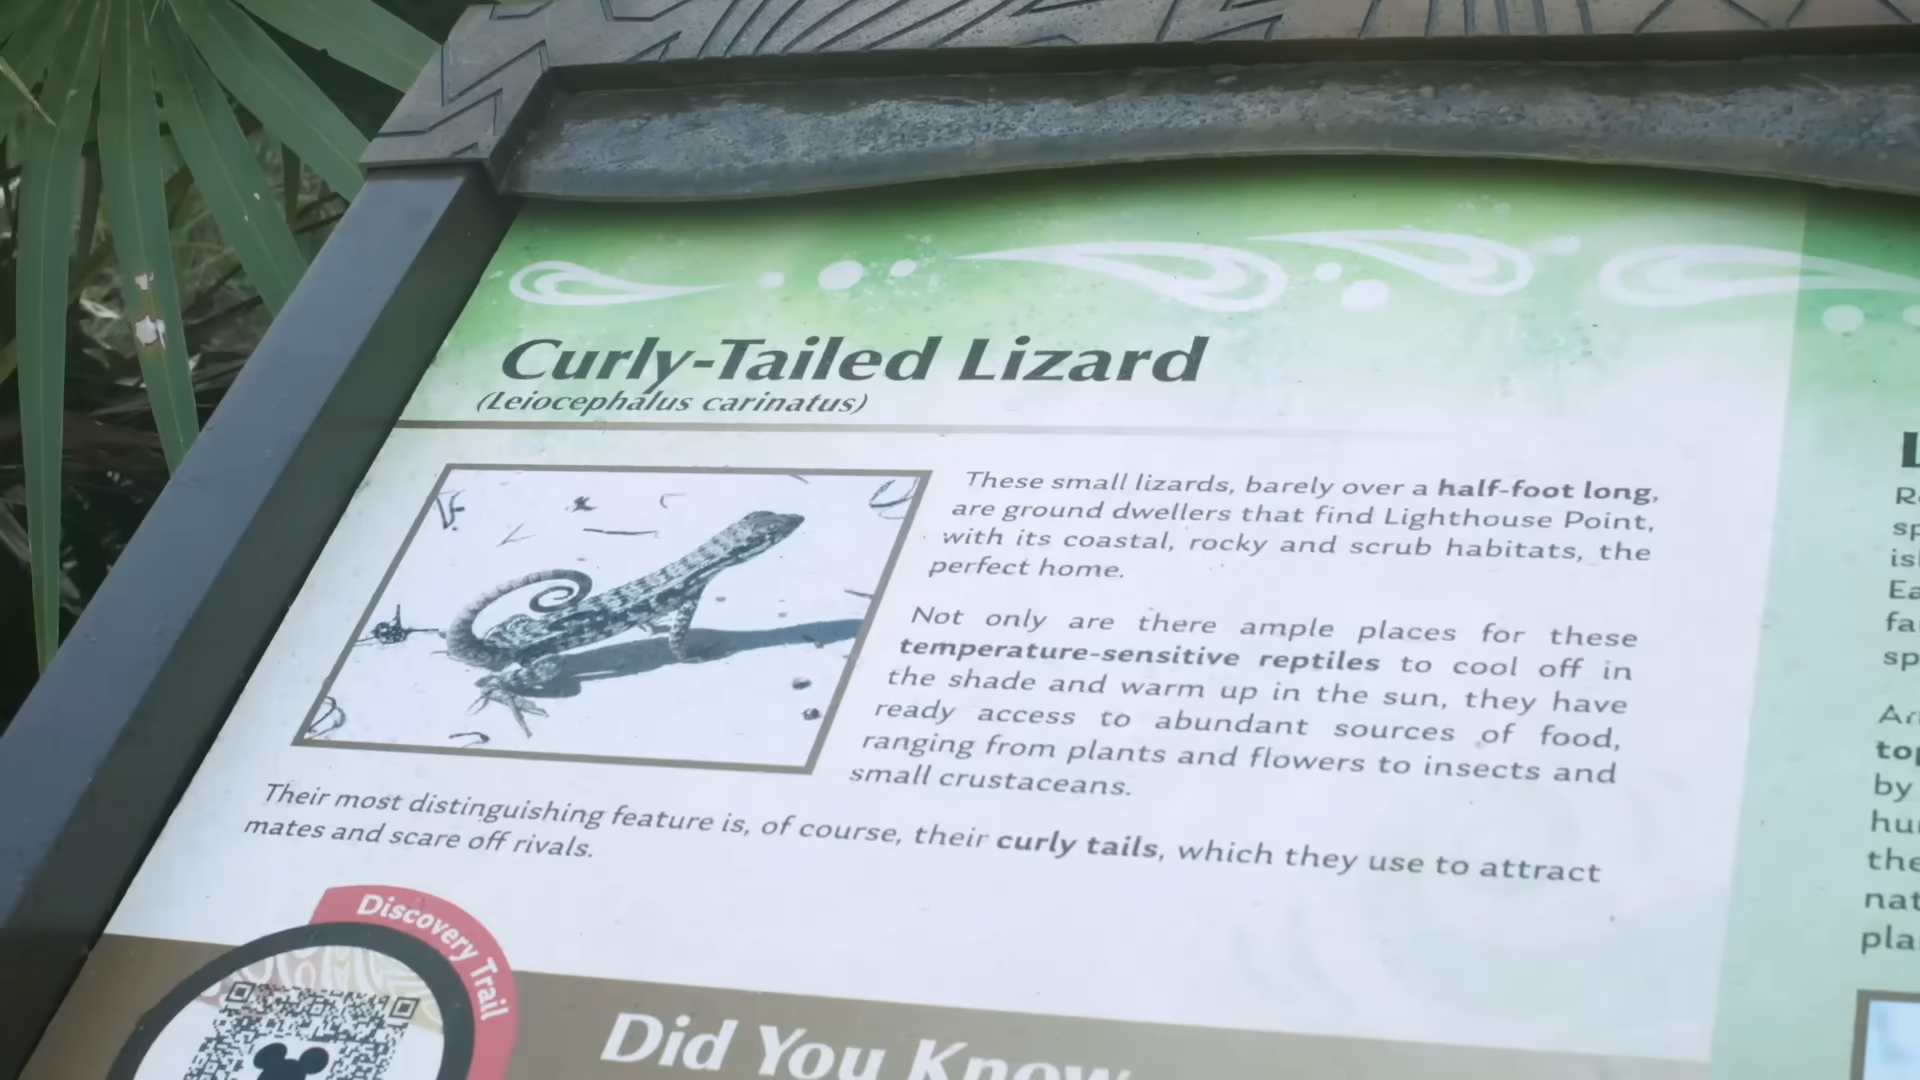 Curly-Tailed Lizard
(Leiocephalus carinatus)
These small lizards, barely over a half-foot long,
are ground dwellers that find Lighthouse Point,
with its coastal, rocky and scrub habitats, the
perfect home.
Not only are there ample places for these
temperature-sensitive reptiles to cool off in
the shade and warm up in the sun, they have
ready access to abundant sources of food,
ranging from plants and flowers to insects and
small crustaceans.
Their most distinguishing feature is, of course, their curly tails, which they use to attract
mates and scare off rivals.
Discovery Trail
Did You Know